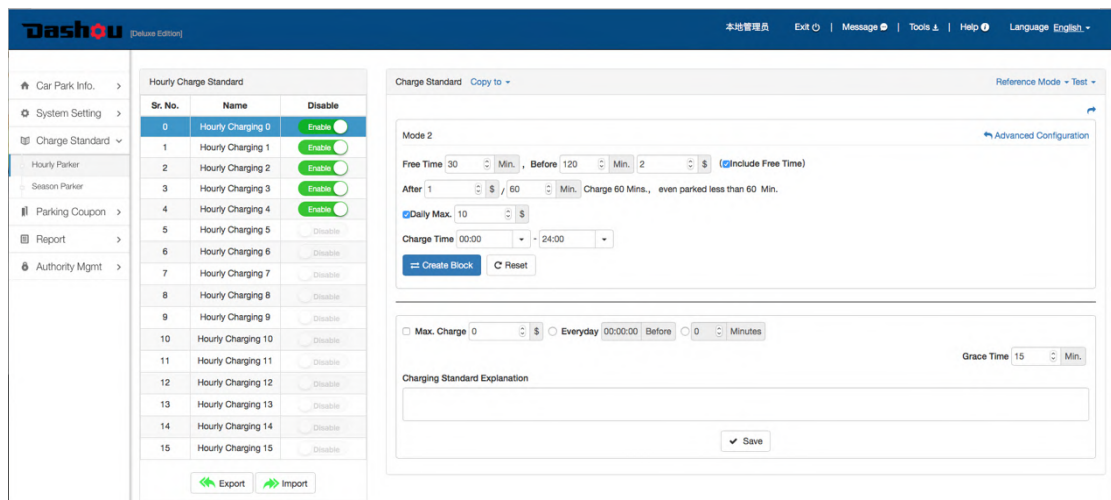 Dashou [Deluxe Edition] 本地管理员 Exit | Message | Tools | Help Language English
Car Park Info.
System Setting
Charge Standard
Hourly Parker
Season Parker
Parking Coupon
Report
Authority Mgmt
Hourly Charge Standard
Sr. No. Name Disable
0 Hourly Charging 0 Enable
1 Hourly Charging 1 Enable
2 Hourly Charging 2 Enable
3 Hourly Charging 3 Enable
4 Hourly Charging 4 Enable
5 Hourly Charging 5 Disable
6 Hourly Charging 6 Disable
7 Hourly Charging 7 Disable
8 Hourly Charging 8 Disable
9 Hourly Charging 9 Disable
10 Hourly Charging 10 Disable
11 Hourly Charging 11 Disable
12 Hourly Charging 12 Disable
13 Hourly Charging 13 Disable
14 Hourly Charging 14 Disable
15 Hourly Charging 15 Disable
Export Import
Charge Standard Copy to Reference Mode Test
Mode 2 Advanced Configuration
Free Time 30 Min. , Before 120 Min. 2 $ (Include Free Time)
After 1 $ / 60 Min. Charge 60 Mins., even parked less than 60 Min.
Daily Max. 10 $
Charge Time 00:00 - 24:00
Create Block Reset
Max. Charge 0 $ Everyday 00:00:00 Before 0 Minutes
Grace Time 15 Min.
Charging Standard Explanation
Save